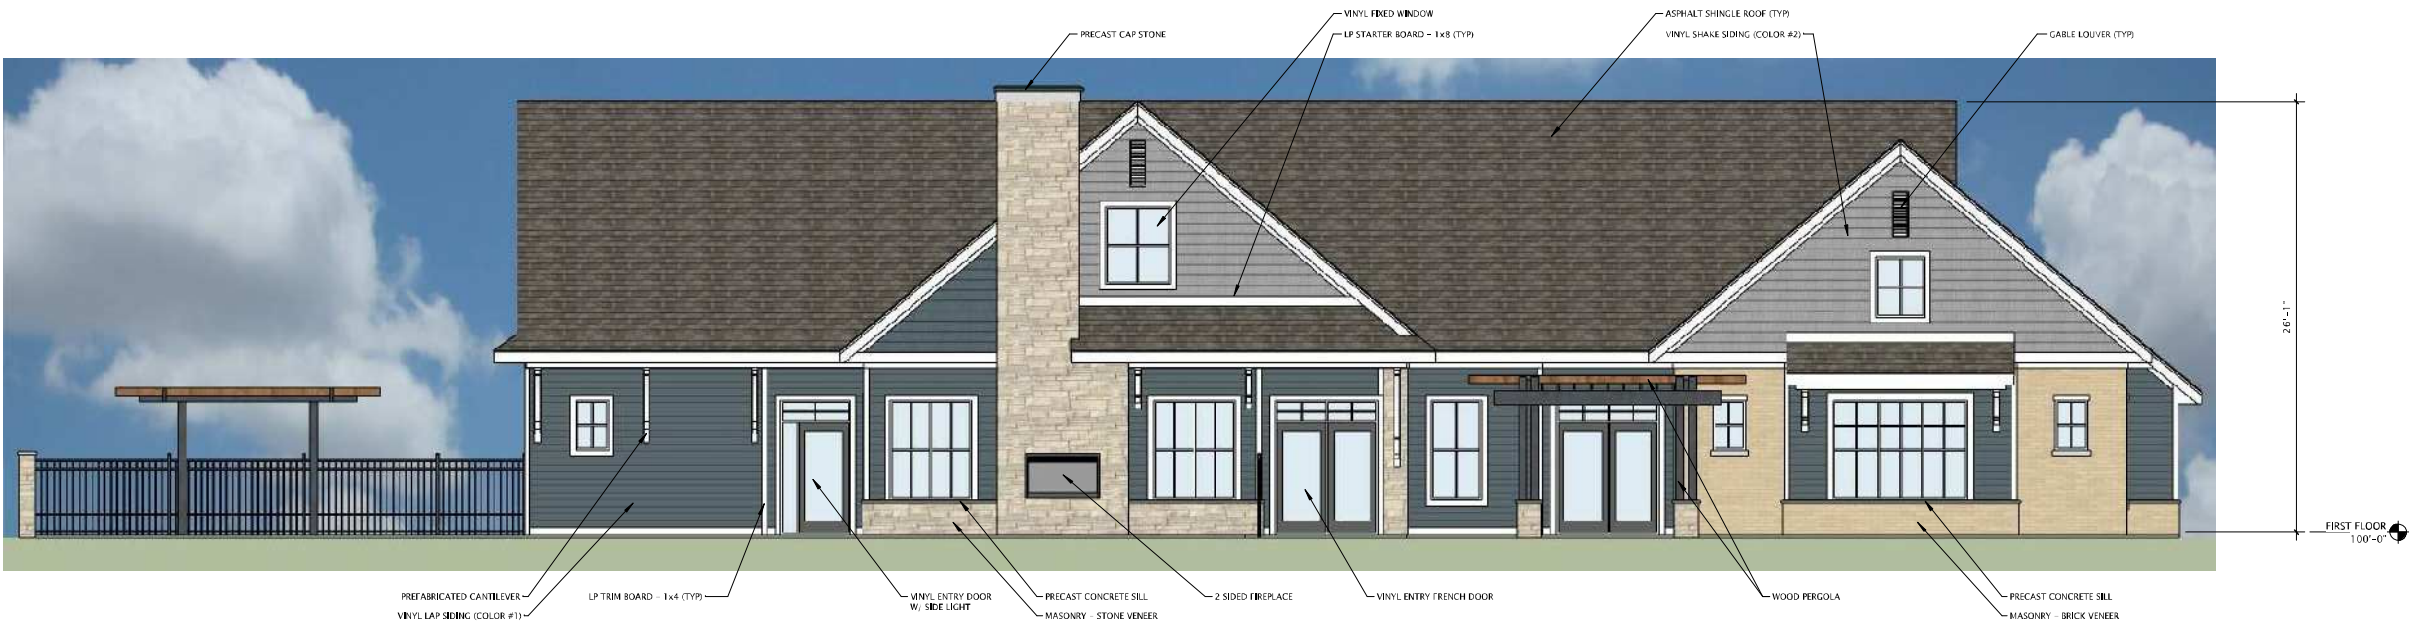 VINYL FIXED WINDOW
ASPHALT SHINGLE ROOF (TYP)
PRECAST CAP STONE
LP STARTER BOARD - 1x8 (TYP)
VINYL SHAKE SIDING (COLOR #2)
GABLE LOUVER (TYP)
26'-1"
FIRST FLOOR
100'-0"
PREFABRICATED CANTILEVER
LP TRIM BOARD - 1x4 (TYP)
VINYL ENTRY DOOR
W/ SIDE LIGHT
PRECAST CONCRETE SILL
2 SIDED FIREPLACE
VINYL ENTRY FRENCH DOOR
WOOD PERGOLA
PRECAST CONCRETE SILL
VINYL LAP SIDING (COLOR #1)
MASONRY - STONE VENEER
MASONRY - BRICK VENEER